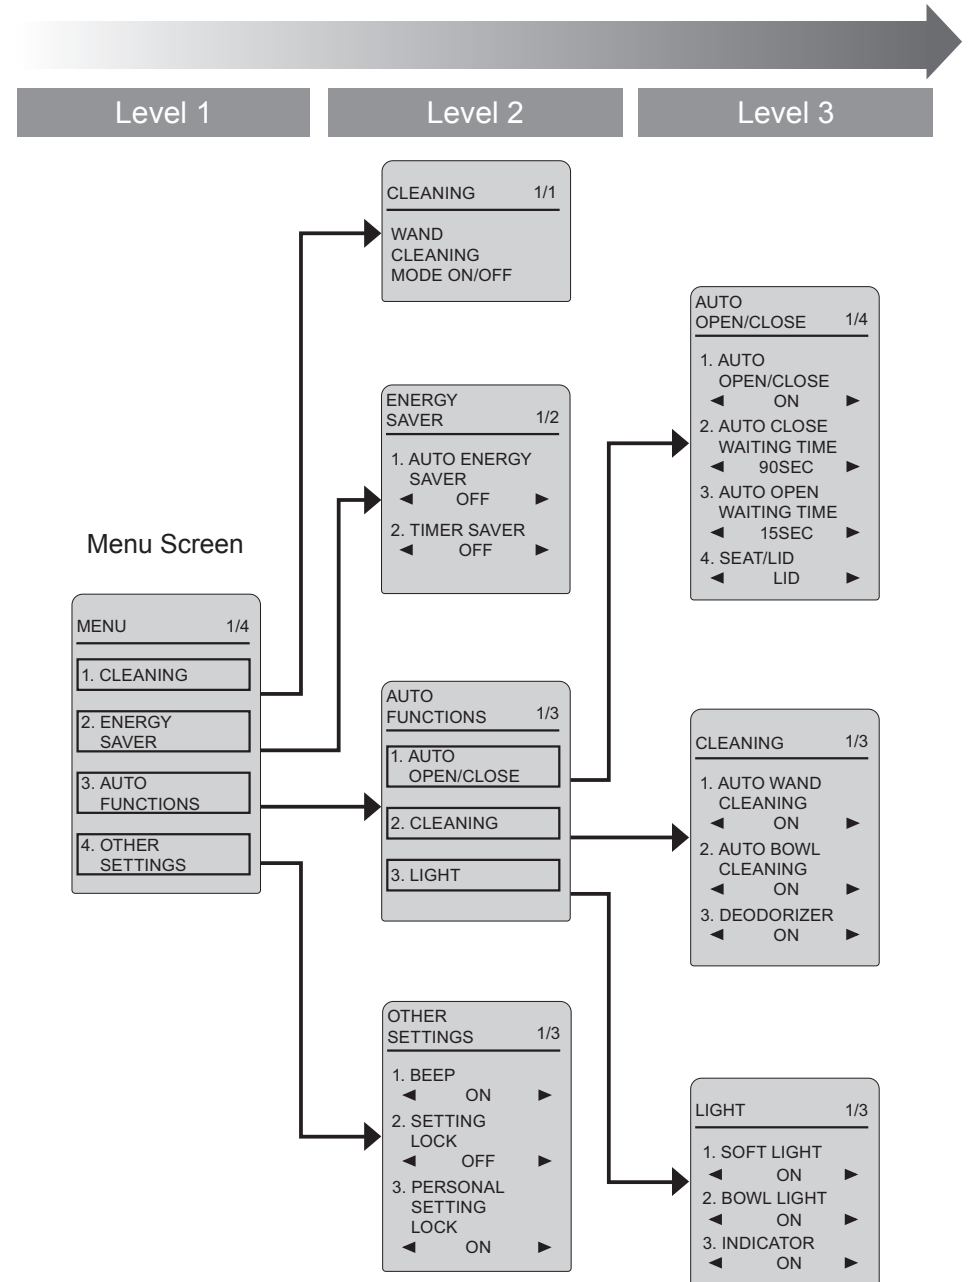 Level 1
Level 2
Level 3
Menu Screen
MENU 1/4
1. CLEANING
2. ENERGY
SAVER
3. AUTO
FUNCTIONS
4. OTHER
SETTINGS
CLEANING 1/1
WAND
CLEANING
MODE ON/OFF
ENERGY
SAVER 1/2
1. AUTO ENERGY
SAVER
◀ OFF ▶
2. TIMER SAVER
◀ OFF ▶
AUTO
FUNCTIONS 1/3
1. AUTO
OPEN/CLOSE
2. CLEANING
3. LIGHT
OTHER
SETTINGS 1/3
1. BEEP
◀ ON ▶
2. SETTING
LOCK
◀ OFF ▶
3. PERSONAL
SETTING
LOCK
◀ ON ▶
AUTO
OPEN/CLOSE 1/4
1. AUTO
OPEN/CLOSE
◀ ON ▶
2. AUTO CLOSE
WAITING TIME
◀ 90SEC ▶
3. AUTO OPEN
WAITING TIME
◀ 15SEC ▶
4. SEAT/LID
◀ LID ▶
CLEANING 1/3
1. AUTO WAND
CLEANING
◀ ON ▶
2. AUTO BOWL
CLEANING
◀ ON ▶
3. DEODORIZER
◀ ON ▶
LIGHT 1/3
1. SOFT LIGHT
◀ ON ▶
2. BOWL LIGHT
◀ ON ▶
3. INDICATOR
◀ ON ▶